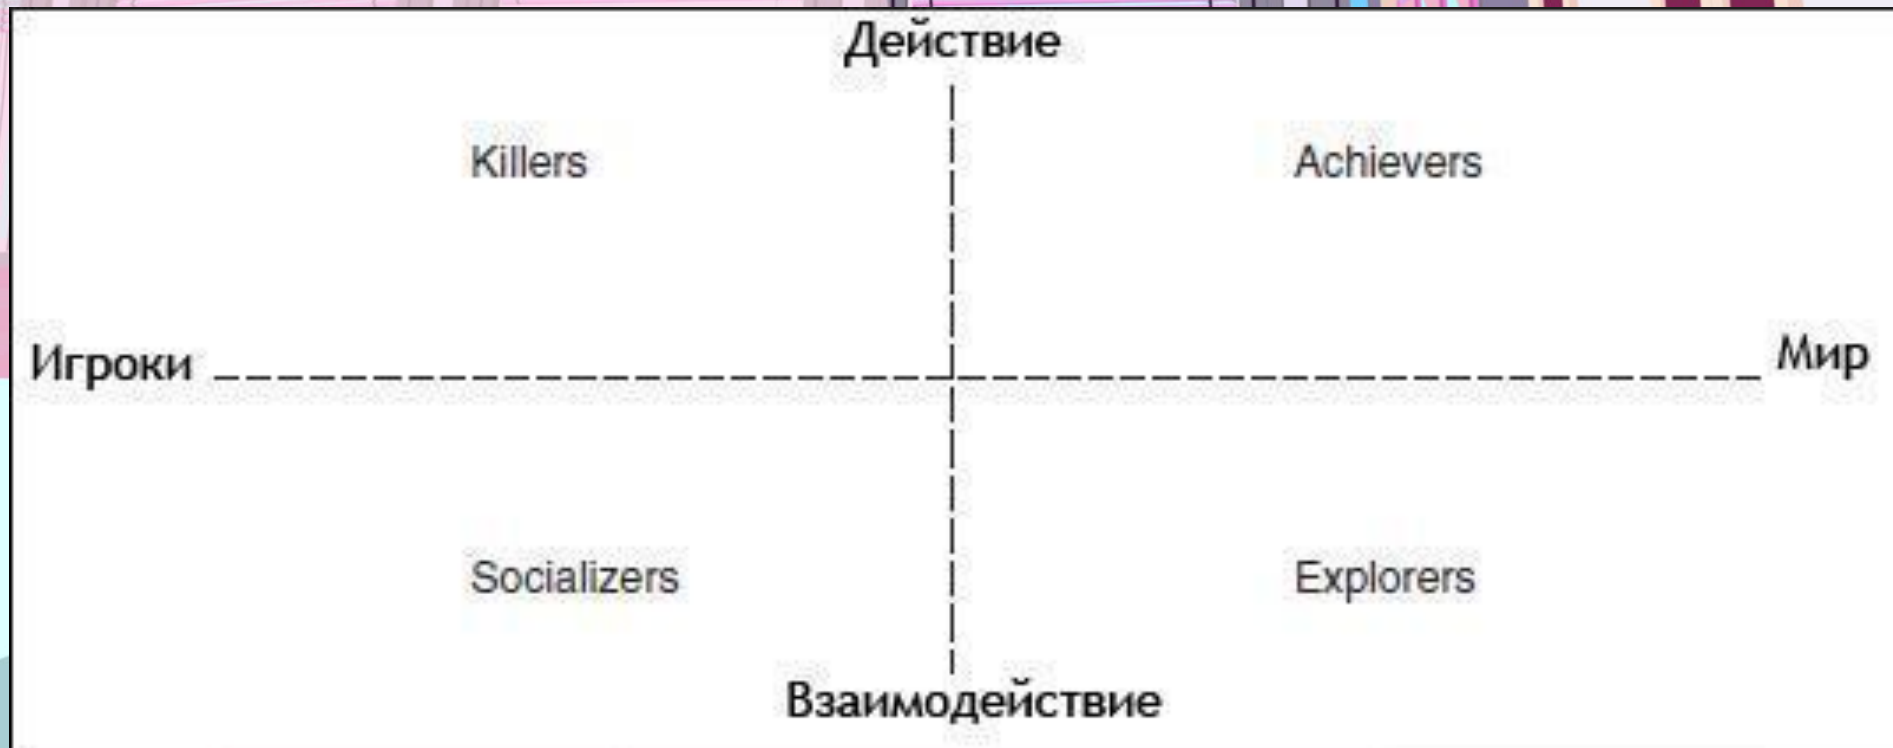 Действие
Killers
Achievers
Игроки
Мир
Socializers
Explorers
Взаимодействие